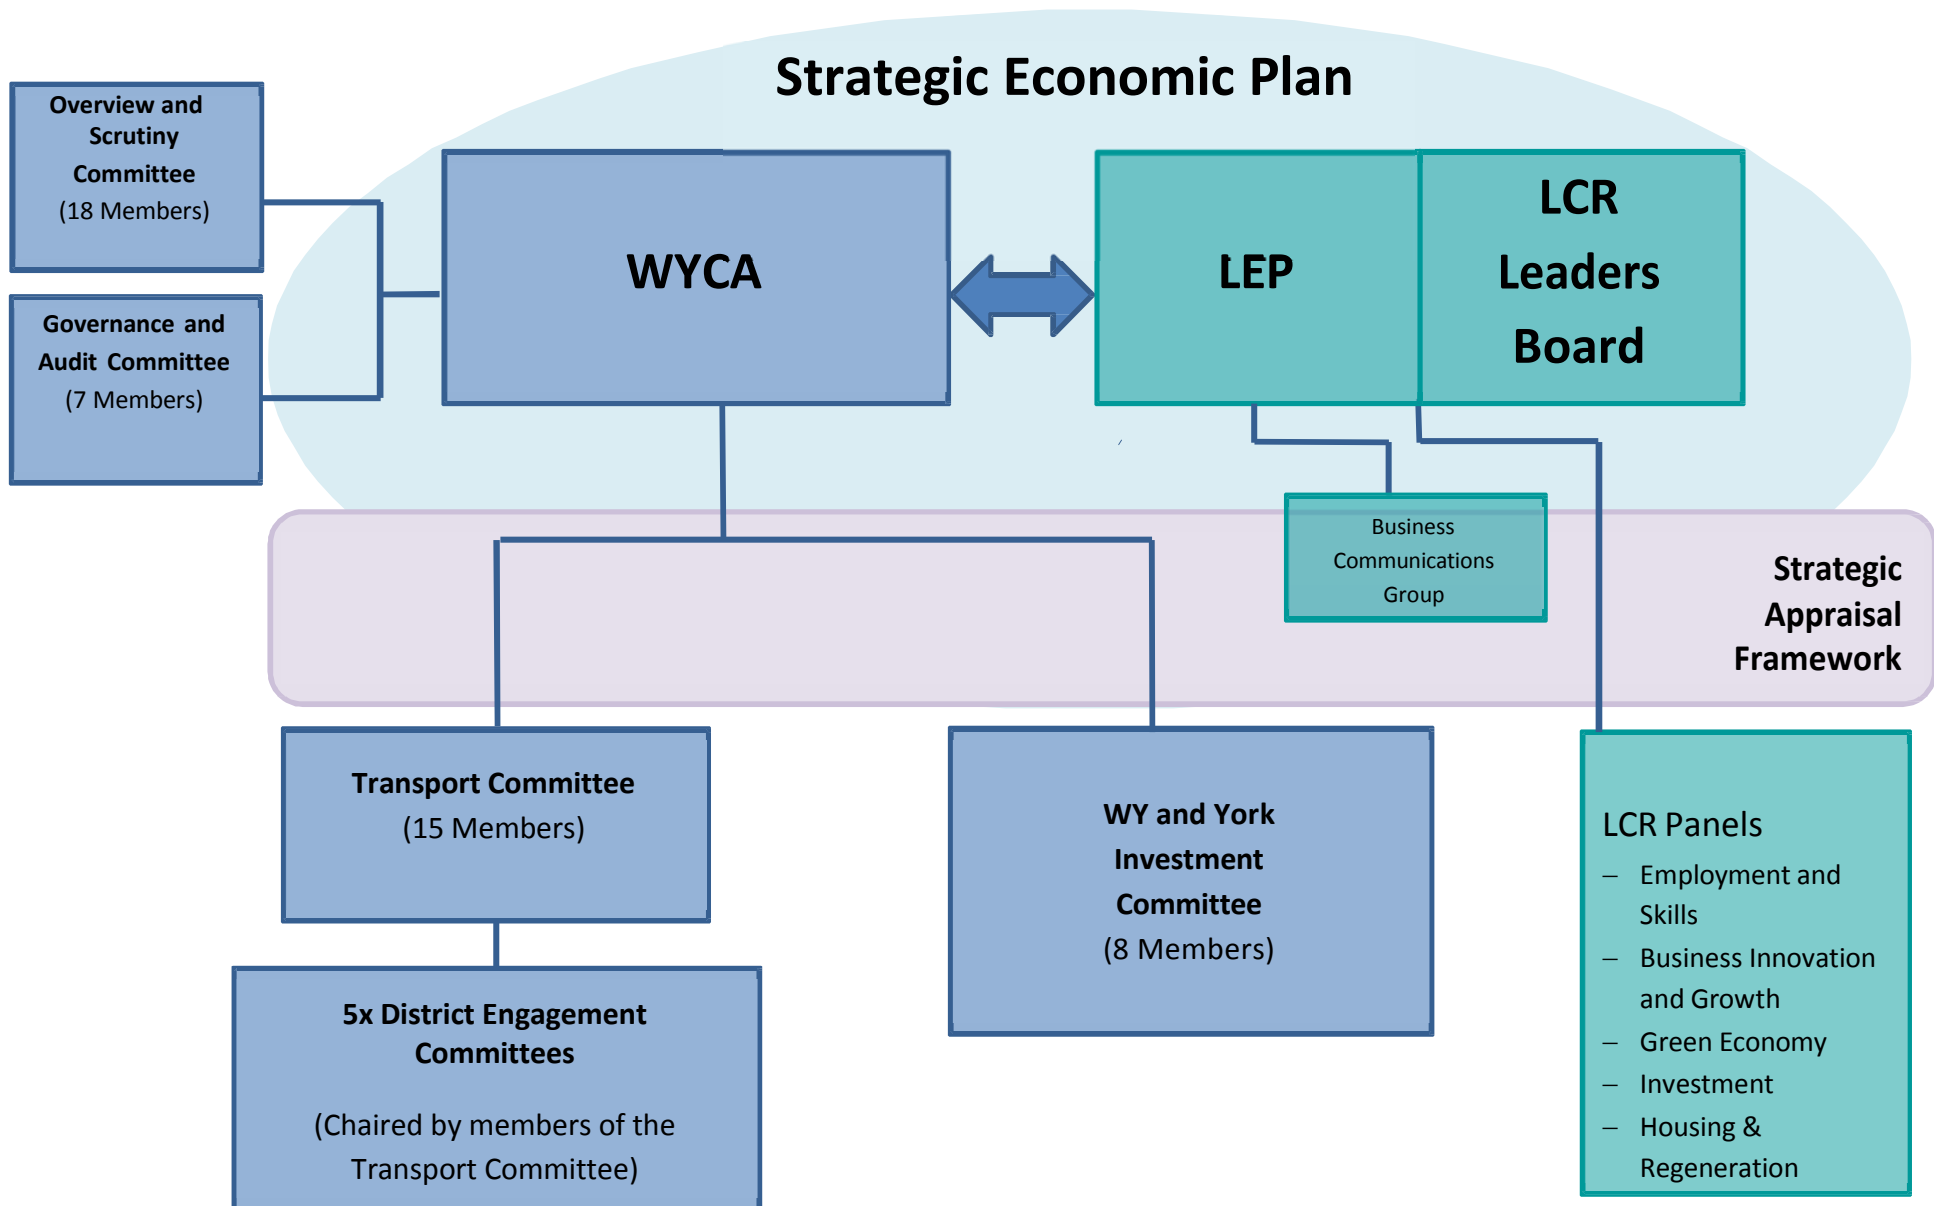 Strategic Economic Plan
Overview and
Scrutiny
Committee
(18 Members)
Governance and
Audit Committee
(7 Members)
WYCA
LEP
LCR
Leaders
Board
Business
Communications
Group
Strategic
Appraisal
Framework
Transport Committee
(15 Members)
5x District Engagement
Committees
(Chaired by members of the
Transport Committee)
WY and York
Investment
Committee
(8 Members)
LCR Panels
– Employment and
Skills
– Business Innovation
and Growth
– Green Economy
– Investment
– Housing &
Regeneration